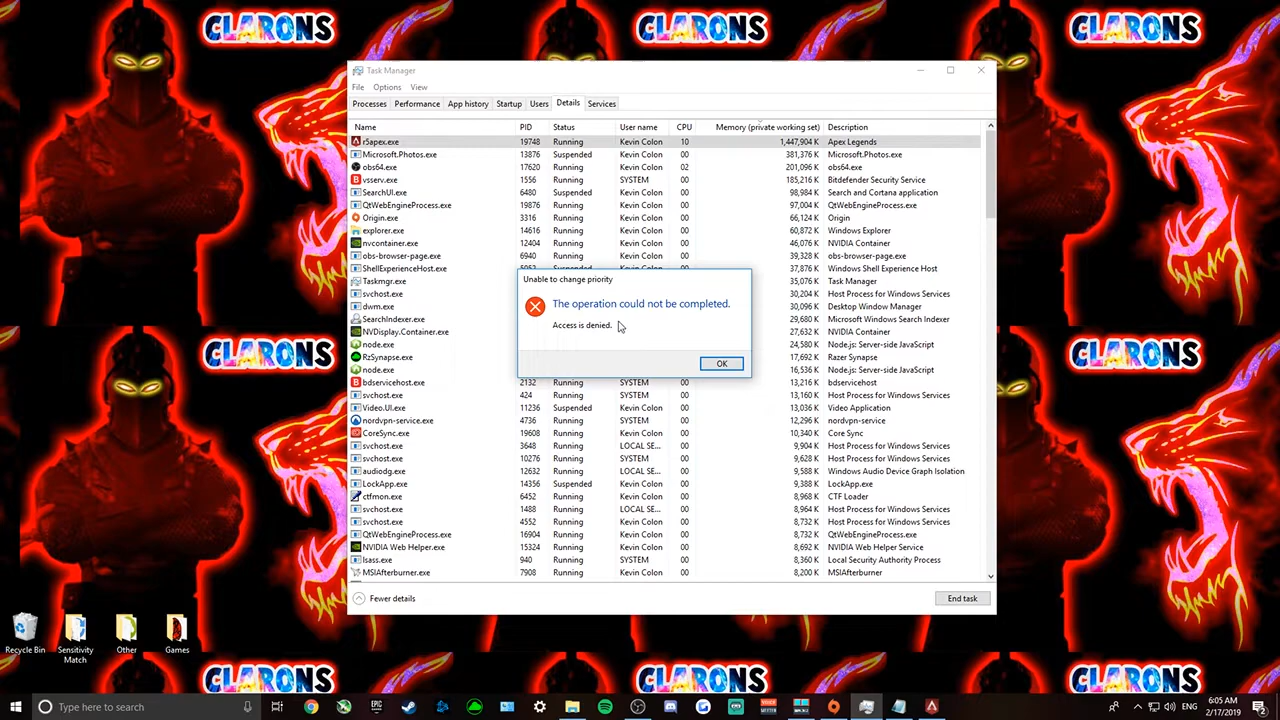 CLARONS CLARONS CLARONS
Task Manager
File Options View
Processes Performance App history Startup Users Details Services
Name PID Status User name CPU Memory (private working set) Description
r5apex.exe 19748 Running Kevin Colon 10 1,447,904 K Apex Legends
Microsoft.Photos.exe 13876 Suspended Kevin Colon 00 381,376 K Microsoft.Photos.exe
obs64.exe 17620 Running Kevin Colon 02 201,096 K obs64.exe
vsserv.exe 1556 Running SYSTEM 00 185,216 K Bitdefender Security Service
SearchUI.exe 6480 Suspended Kevin Colon 00 98,984 K Search and Cortana application
QtWebEngineProcess.exe 19876 Running Kevin Colon 00 97,004 K QtWebEngineProcess.exe
Origin.exe 3316 Running Kevin Colon 00 66,124 K Origin
explorer.exe 14616 Running Kevin Colon 00 60,872 K Windows Explorer
nvcontainer.exe 12404 Running Kevin Colon 00 46,076 K NVIDIA Container
obs-browser-page.exe 6940 Running Kevin Colon 00 39,328 K obs-browser-page.exe
ShellExperienceHost.exe Suspended Kevin Colon 00 37,876 K Windows Shell Experience Host
Taskmgr.exe 35,076 K Task Manager
svchost.exe 30,204 K Host Process for Windows Services
dwm.exe 30,104 K Desktop Window Manager
SearchIndexer.exe 29,680 K Microsoft Windows Search Indexer
NVDisplay.Container.exe 27,632 K NVIDIA Container
node.exe 24,580 K Node.js: Server-side JavaScript
RzSynapse.exe 17,692 K Razer Synapse
node.exe 16,536 K Node.js: Server-side JavaScript
bdservicehost.exe 2132 Running SYSTEM 00 13,216 K bdservicehost
svchost.exe 424 Running SYSTEM 00 13,160 K Host Process for Windows Services
Video.UI.exe 11236 Suspended Kevin Colon 00 13,036 K Video Application
nordvpn-service.exe 4736 Running SYSTEM 00 12,296 K nordvpn-service
CoreSync.exe 19608 Running Kevin Colon 00 10,340 K Core Sync
svchost.exe 3648 Running LOCAL SE... 00 9,904 K Host Process for Windows Services
svchost.exe 10276 Running SYSTEM 00 9,638 K Host Process for Windows Services
audiodg.exe 12632 Running LOCAL SE... 00 9,588 K Windows Audio Device Graph Isolation
LockApp.exe 14356 Suspended Kevin Colon 00 9,484 K LockApp.exe
ctfmon.exe 6452 Running Kevin Colon 00 8,968 K CTF Loader
svchost.exe 1488 Running LOCAL SE... 00 8,964 K Host Process for Windows Services
svchost.exe 4552 Running Kevin Colon 00 8,732 K Host Process for Windows Services
QtWebEngineProcess.exe 16904 Running Kevin Colon 00 8,732 K QtWebEngineProcess.exe
NVIDIA Web Helper.exe 15324 Running Kevin Colon 00 8,692 K NVIDIA Web Helper Service
lsass.exe 940 Running SYSTEM 00 8,360 K Local Security Authority Process
MSIAfterburner.exe 7908 Running Kevin Colon 00 8,200 K MSIAfterburner
Unable to change priority
The operation could not be completed.
Access is denied.
OK
Fewer details End task
Recycle Bin
Sensitivity Match
Other
Games
CLARONS CLARONS CLARONS
Type here to search
6:05 AM
2/17/2019